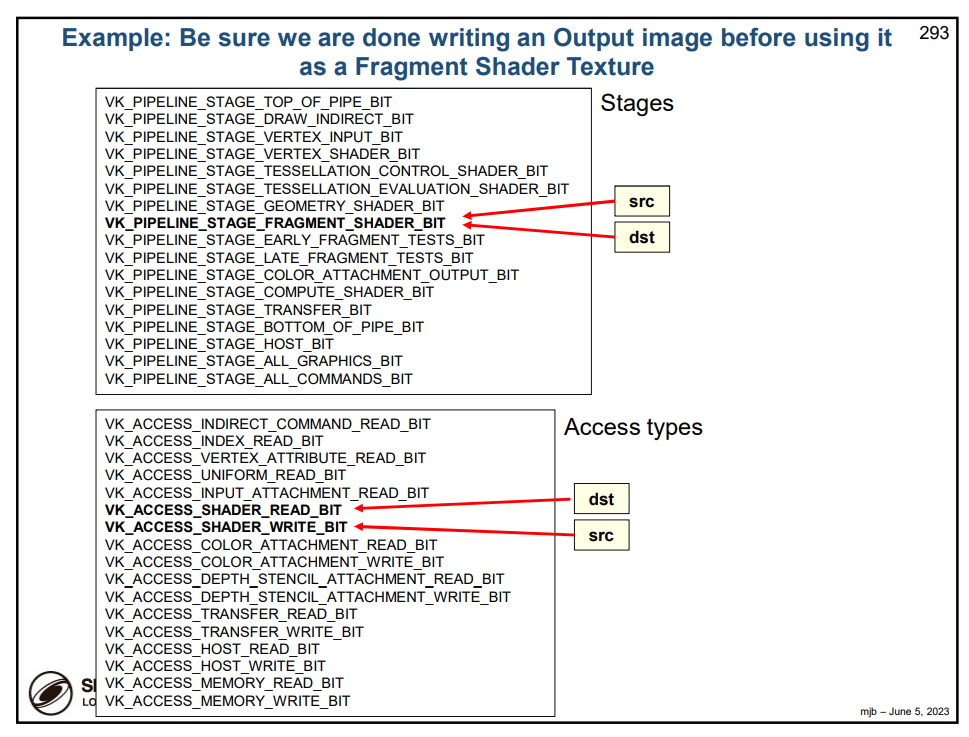 Example: Be sure we are done writing an Output image before using it
as a Fragment Shader Texture
293
VK_PIPELINE_STAGE_TOP_OF_PIPE_BIT
VK_PIPELINE_STAGE_DRAW_INDIRECT_BIT
VK_PIPELINE_STAGE_VERTEX_INPUT_BIT
VK_PIPELINE_STAGE_VERTEX_SHADER_BIT
VK_PIPELINE_STAGE_TESSELLATION_CONTROL_SHADER_BIT
VK_PIPELINE_STAGE_TESSELLATION_EVALUATION_SHADER_BIT
VK_PIPELINE_STAGE_GEOMETRY_SHADER_BIT
VK_PIPELINE_STAGE_FRAGMENT_SHADER_BIT
VK_PIPELINE_STAGE_EARLY_FRAGMENT_TESTS_BIT
VK_PIPELINE_STAGE_LATE_FRAGMENT_TESTS_BIT
VK_PIPELINE_STAGE_COLOR_ATTACHMENT_OUTPUT_BIT
VK_PIPELINE_STAGE_COMPUTE_SHADER_BIT
VK_PIPELINE_STAGE_TRANSFER_BIT
VK_PIPELINE_STAGE_BOTTOM_OF_PIPE_BIT
VK_PIPELINE_STAGE_HOST_BIT
VK_PIPELINE_STAGE_ALL_GRAPHICS_BIT
VK_PIPELINE_STAGE_ALL_COMMANDS_BIT
Stages
src
dst
VK_ACCESS_INDIRECT_COMMAND_READ_BIT
VK_ACCESS_INDEX_READ_BIT
VK_ACCESS_VERTEX_ATTRIBUTE_READ_BIT
VK_ACCESS_UNIFORM_READ_BIT
VK_ACCESS_INPUT_ATTACHMENT_READ_BIT
VK_ACCESS_SHADER_READ_BIT
VK_ACCESS_SHADER_WRITE_BIT
VK_ACCESS_COLOR_ATTACHMENT_READ_BIT
VK_ACCESS_COLOR_ATTACHMENT_WRITE_BIT
VK_ACCESS_DEPTH_STENCIL_ATTACHMENT_READ_BIT
VK_ACCESS_DEPTH_STENCIL_ATTACHMENT_WRITE_BIT
VK_ACCESS_TRANSFER_READ_BIT
VK_ACCESS_TRANSFER_WRITE_BIT
VK_ACCESS_HOST_READ_BIT
VK_ACCESS_HOST_WRITE_BIT
VK_ACCESS_MEMORY_READ_BIT
VK_ACCESS_MEMORY_WRITE_BIT
Access types
dst
src
mjb – June 5, 2023